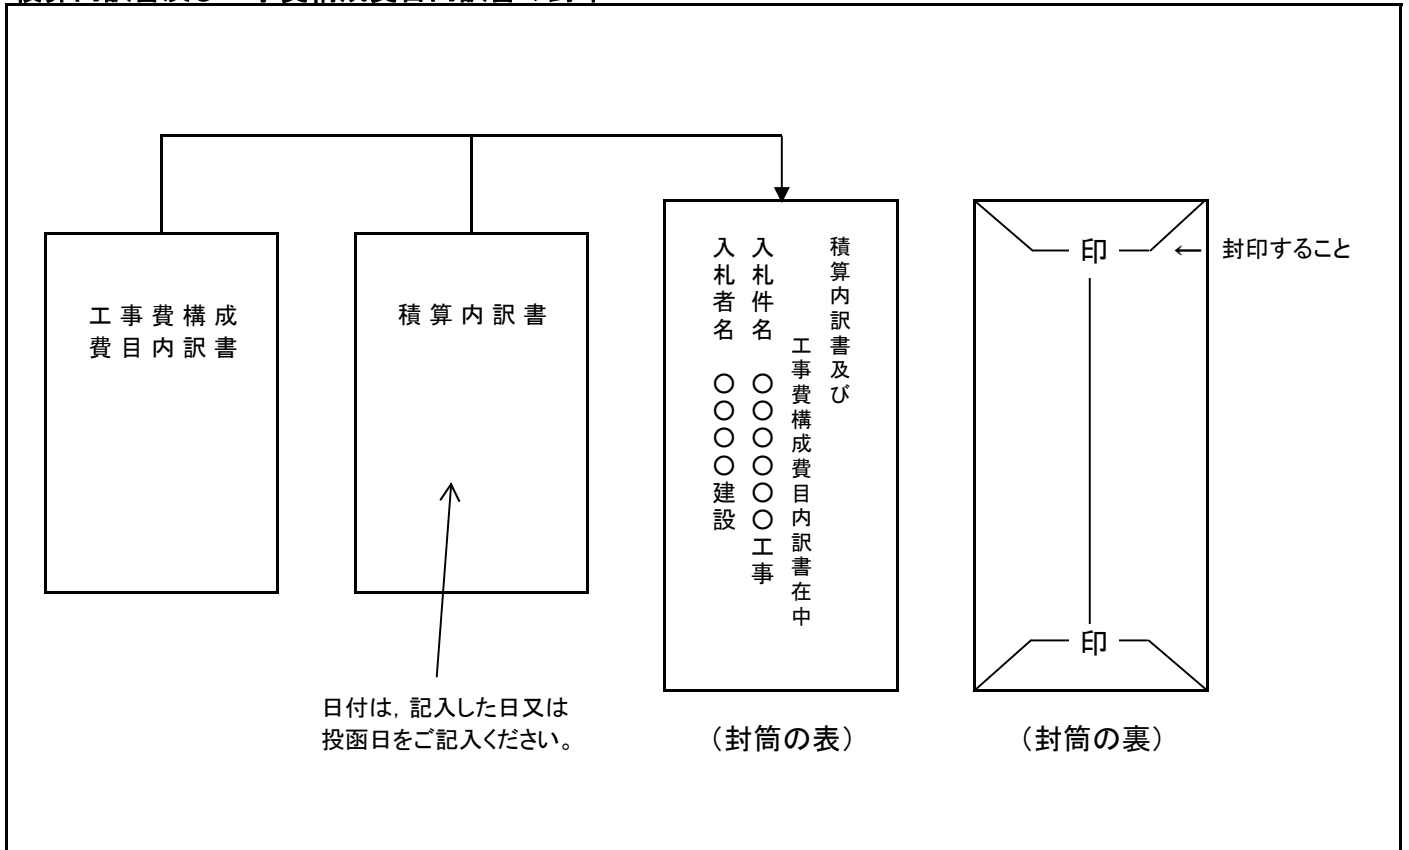 工事費構成
費目内訳書
積算内訳書
日付は，記入した日又は
投函日をご記入ください。
積算内訳書及び
工事費構成費目内訳書在中
入札件名　〇〇〇〇〇〇工事
入札者名　〇〇〇〇建設
（封筒の表）
印
← 封印すること
印
（封筒の裏）